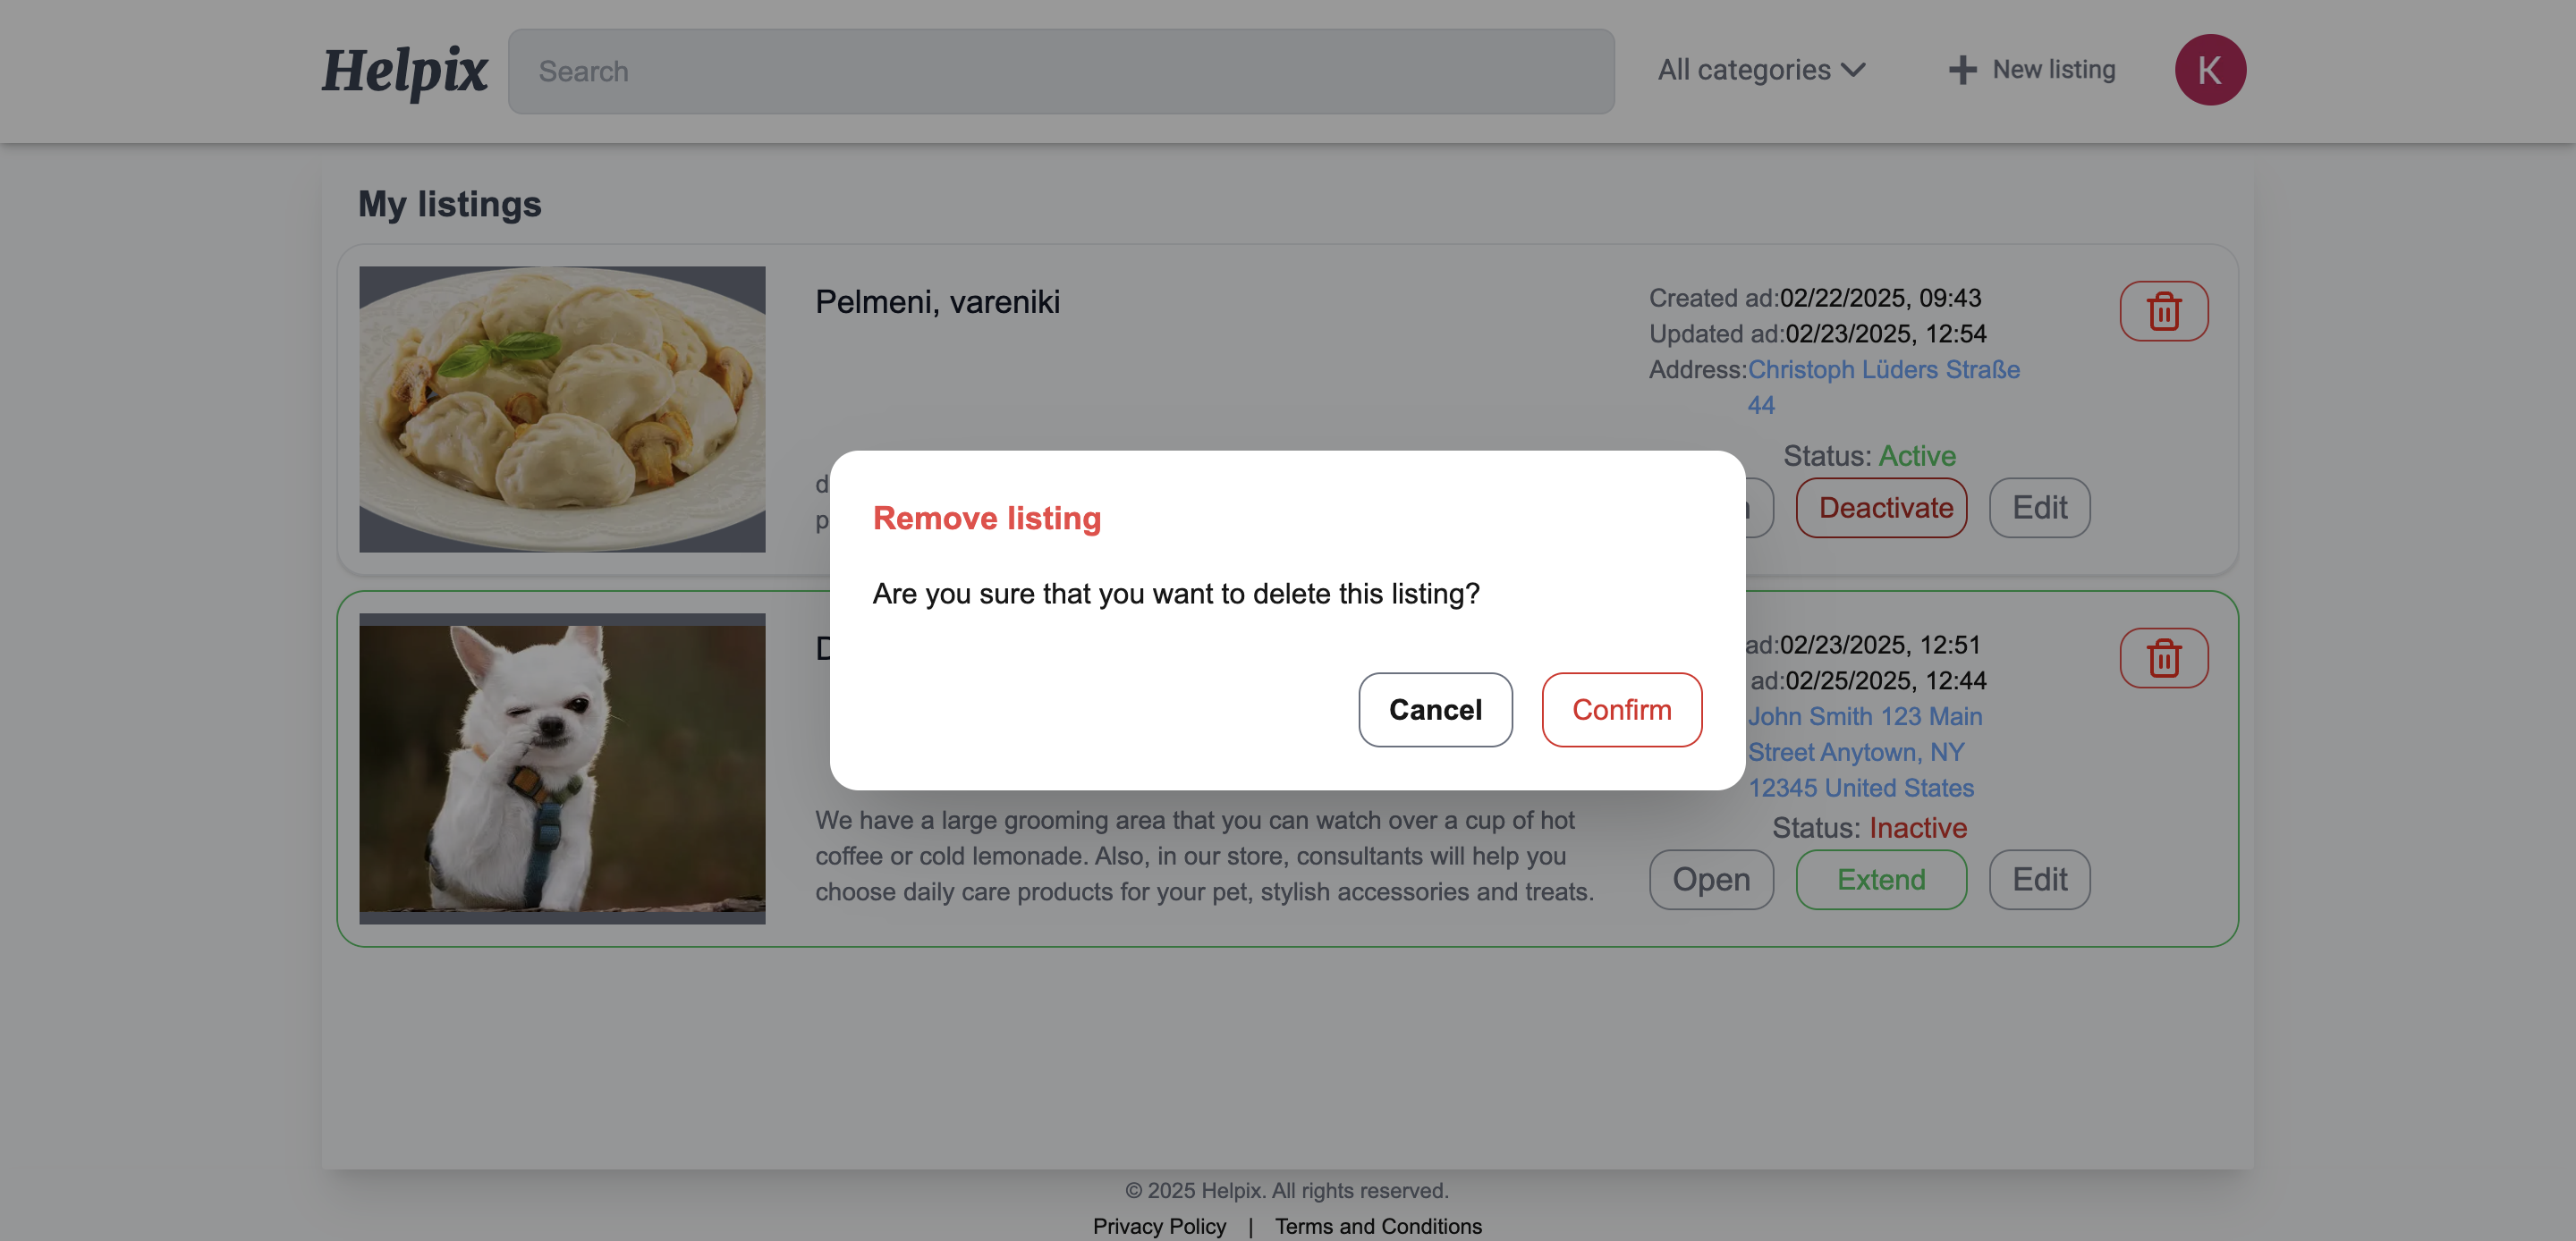 Helpix
Search
All categories
New listing
K
My listings
Pelmeni, vareniki
Created ad:02/22/2025, 09:43
Updated ad:02/23/2025, 12:54
Address:Christoph Lüders Straße
44
Status: Active
Deactivate
Edit
Remove listing
Are you sure that you want to delete this listing?
Cancel
Confirm
ad:02/23/2025, 12:51
ad:02/25/2025, 12:44
John Smith 123 Main
Street Anytown, NY
12345 United States
We have a large grooming area that you can watch over a cup of hot
coffee or cold lemonade. Also, in our store, consultants will help you
choose daily care products for your pet, stylish accessories and treats.
Status: Inactive
Open
Extend
Edit
© 2025 Helpix. All rights reserved.
Privacy Policy | Terms and Conditions